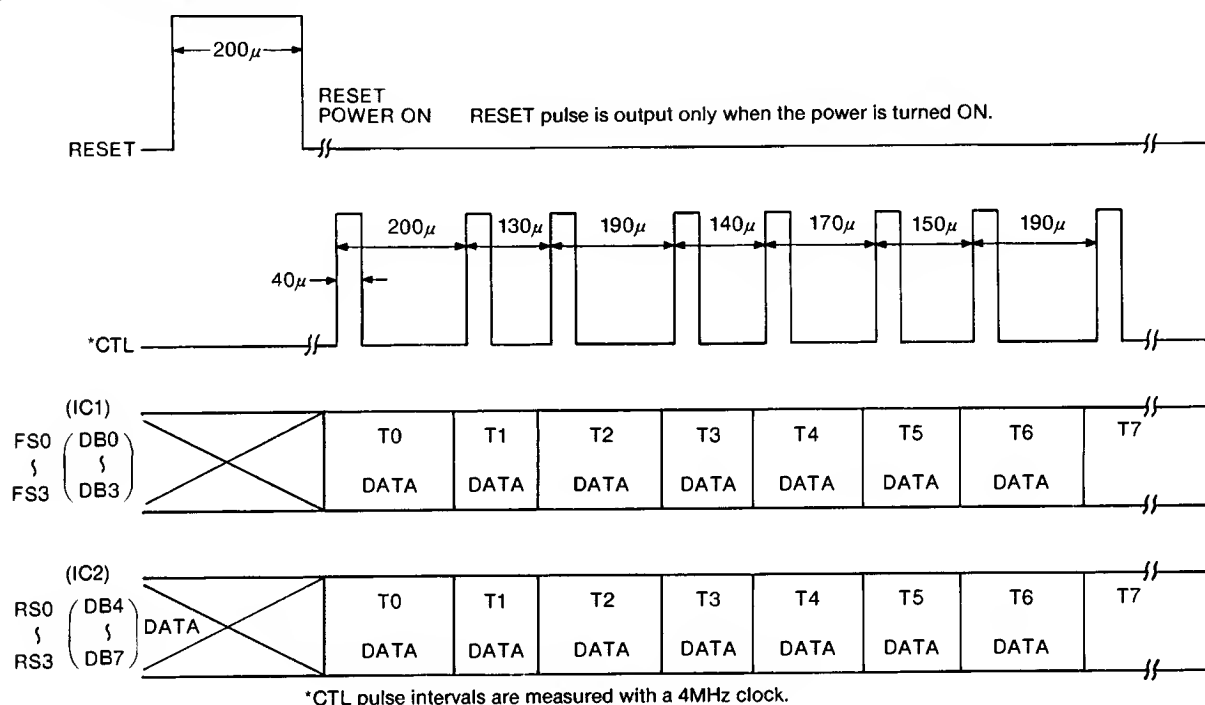 200μ
RESET
POWER ON RESET pulse is output only when the power is turned ON.
RESET
200μ 130μ 190μ 140μ 170μ 150μ 190μ
40μ
*CTL
(IC1)
FS0 (DB0
∫ ∫
FS3 DB3)
T0 T1 T2 T3 T4 T5 T6 T7
DATA DATA DATA DATA DATA DATA DATA
(IC2)
RS0 (DB4
∫ ∫ DATA
RS3 DB7)
T0 T1 T2 T3 T4 T5 T6 T7
DATA DATA DATA DATA DATA DATA DATA
*CTL pulse intervals are measured with a 4MHz clock.